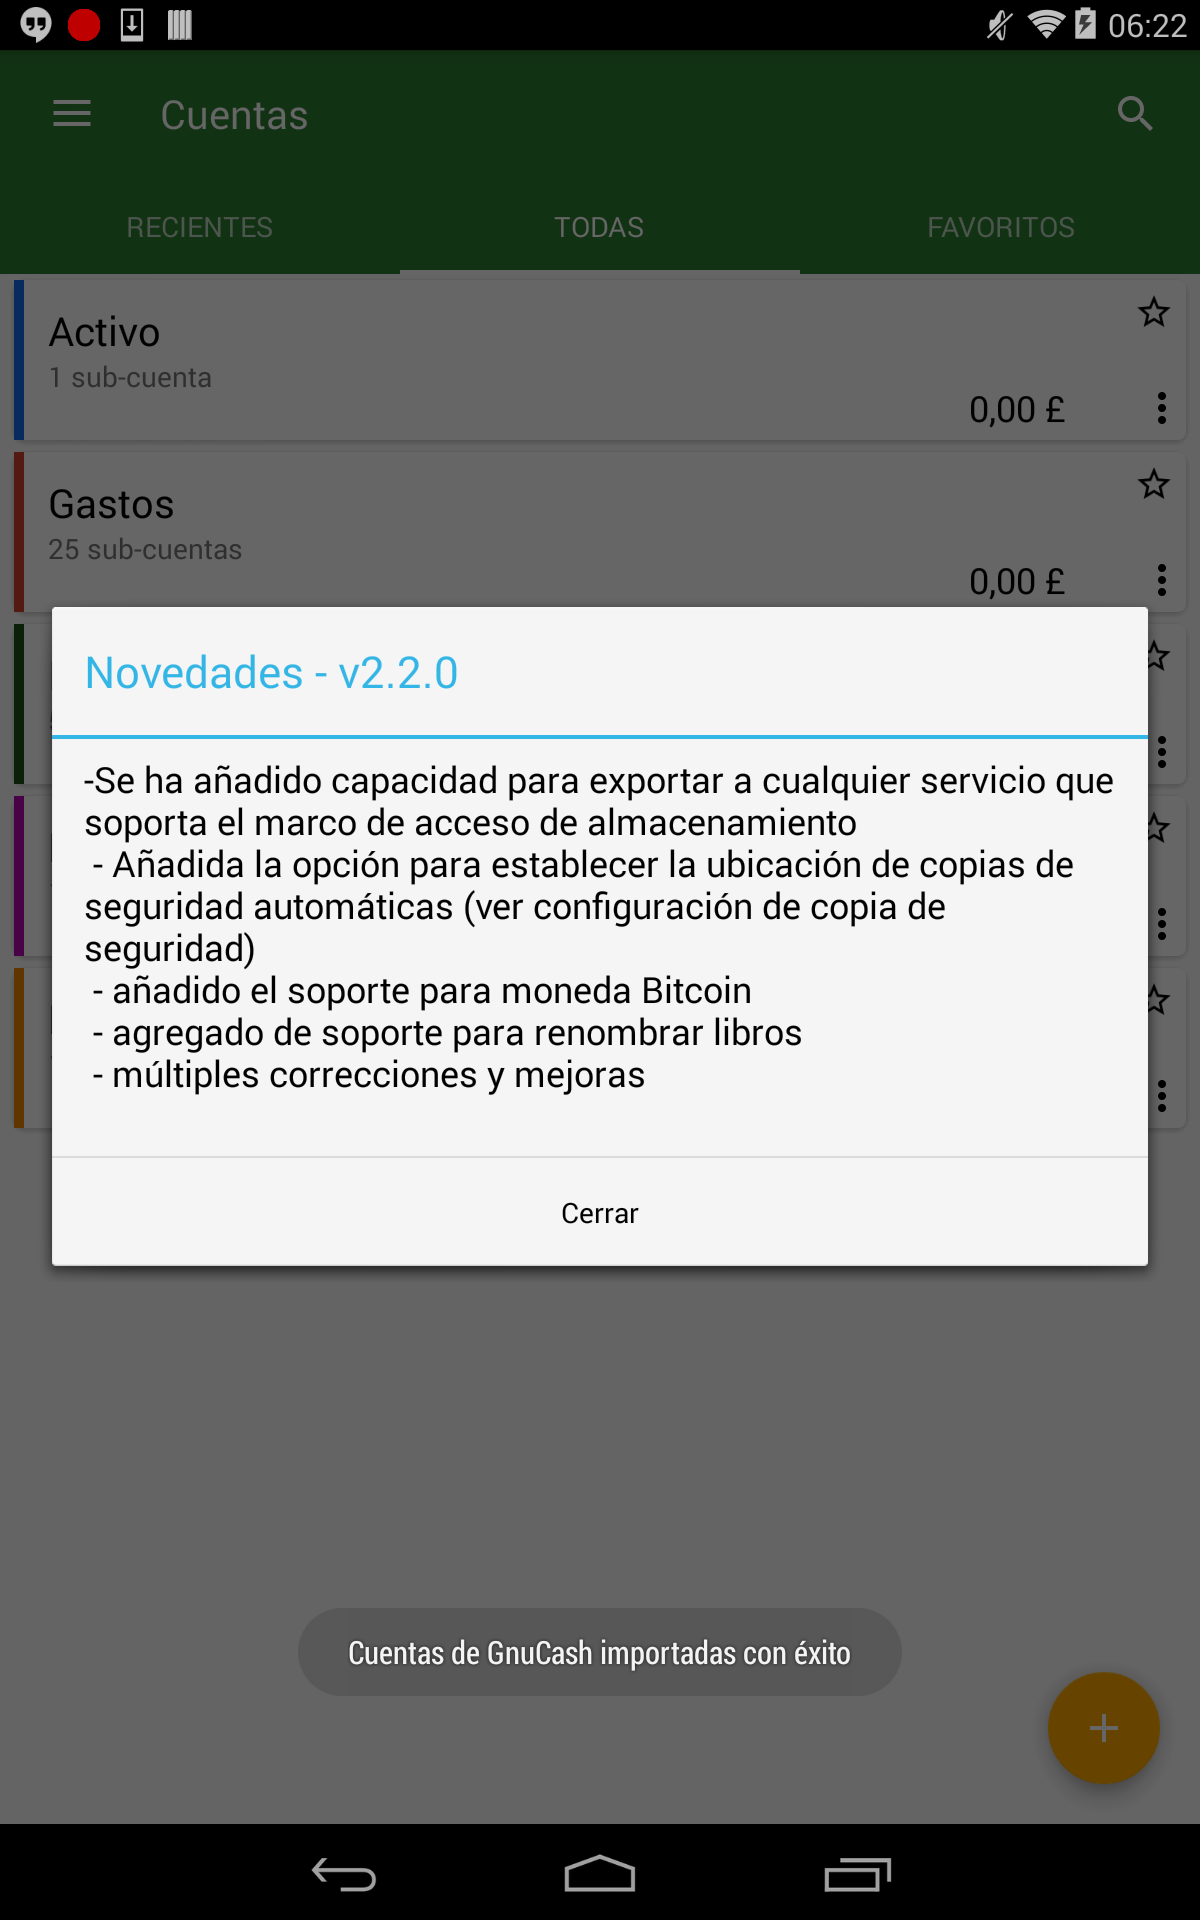 06:22
Cuentas
RECIENTES
TODAS
FAVORITOS
Activo
1 sub-cuenta
0,00 £
Gastos
25 sub-cuentas
0,00 £
Novedades - v2.2.0
-Se ha añadido capacidad para exportar a cualquier servicio que
soporta el marco de acceso de almacenamiento
- Añadida la opción para establecer la ubicación de copias de
seguridad automáticas (ver configuración de copia de
seguridad)
- añadido el soporte para moneda Bitcoin
- agregado de soporte para renombrar libros
- múltiples correcciones y mejoras
Cerrar
Cuentas de GnuCash importadas con éxito